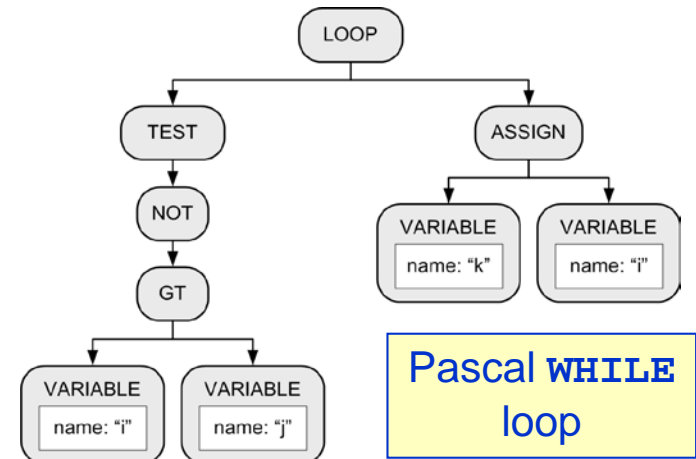 LOOP
TEST
ASSIGN
NOT
VARIABLE
name: “k”
VARIABLE
name: “i”
GT
VARIABLE
name: “i”
VARIABLE
name: “j”
Pascal WHILE
loop